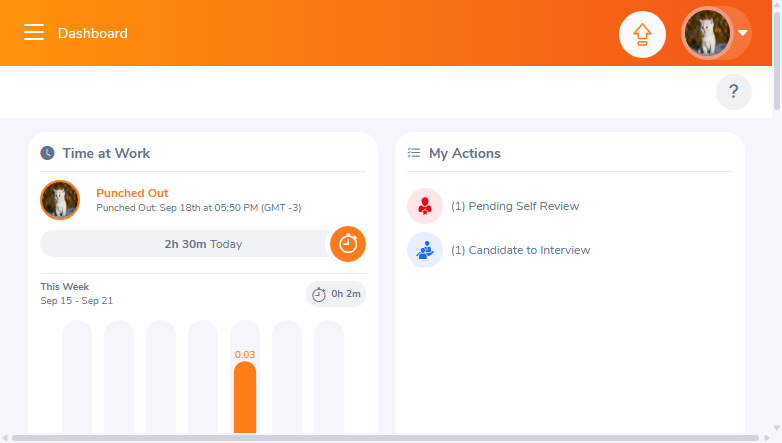 Dashboard
?
Time at Work
Punched Out
Punched Out: Sep 18th at 05:50 PM (GMT -3)
2h 30m Today
This Week
Sep 15 - Sep 21
0h 2m
0.03
My Actions
(1) Pending Self Review
(1) Candidate to Interview